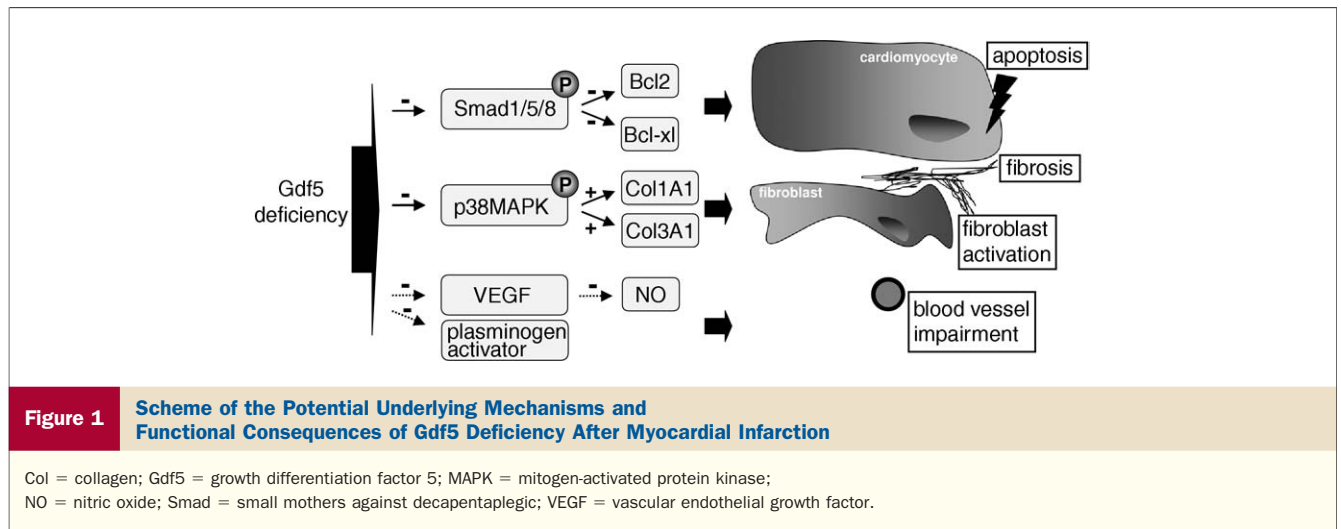 Gdf5
deficiency
-
Smad1/5/8
P
-
Bcl2
-
Bcl-xl
cardiomyocyte
apoptosis
-
p38MAPK
P
+
Col1A1
+
Col3A1
fibroblast
fibrosis
fibroblast
activation
-
VEGF
-
NO
-
plasminogen
activator
blood vessel
impairment
Figure 1
Scheme of the Potential Underlying Mechanisms and
Functional Consequences of Gdf5 Deficiency After Myocardial Infarction
Col = collagen; Gdf5 = growth differentiation factor 5; MAPK = mitogen-activated protein kinase;
NO = nitric oxide; Smad = small mothers against decapentaplegic; VEGF = vascular endothelial growth factor.